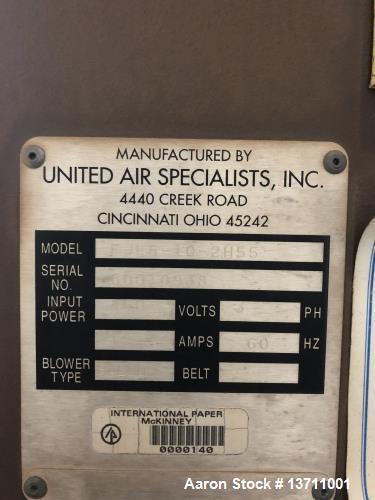 MANUFACTURED BY
UNITED AIR SPECIALISTS, INC.
4440 CREEK ROAD
CINCINNATI OHIO 45242
MODEL
SERIAL
NO.
INPUT
POWER VOLTS PH
AMPS 60 HZ
BLOWER
TYPE BELT
INTERNATIONAL PAPER
McKINNEY
0000140
Aaron Stock # 13711001